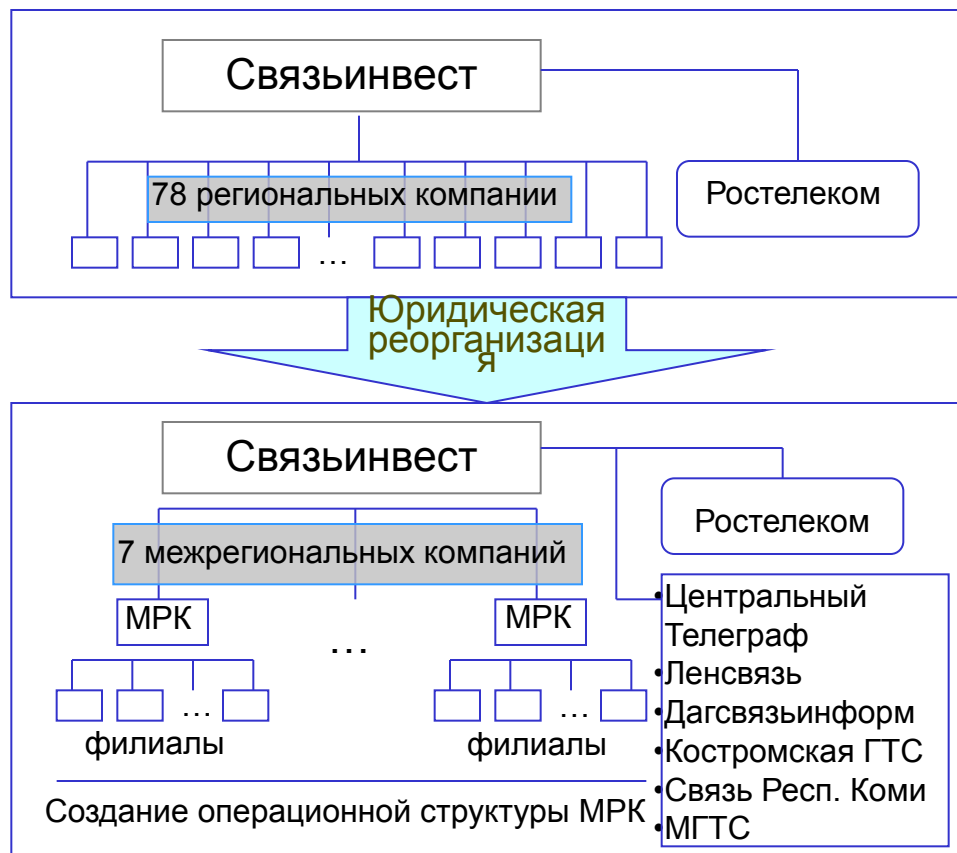 Связьинвест
78 региональных компании
Ростелеком
...
Юридическая
реорганизаци
я
Связьинвест
Ростелеком
7 межрегиональных компаний
МРК
...
МРК
...
филиалы
...
филиалы
•Центральный
Телеграф
•Ленсвязь
•Дагсвязьинформ
•Костромская ГТС
•Связь Респ. Коми
•МГТС
Создание операционной структуры МРК